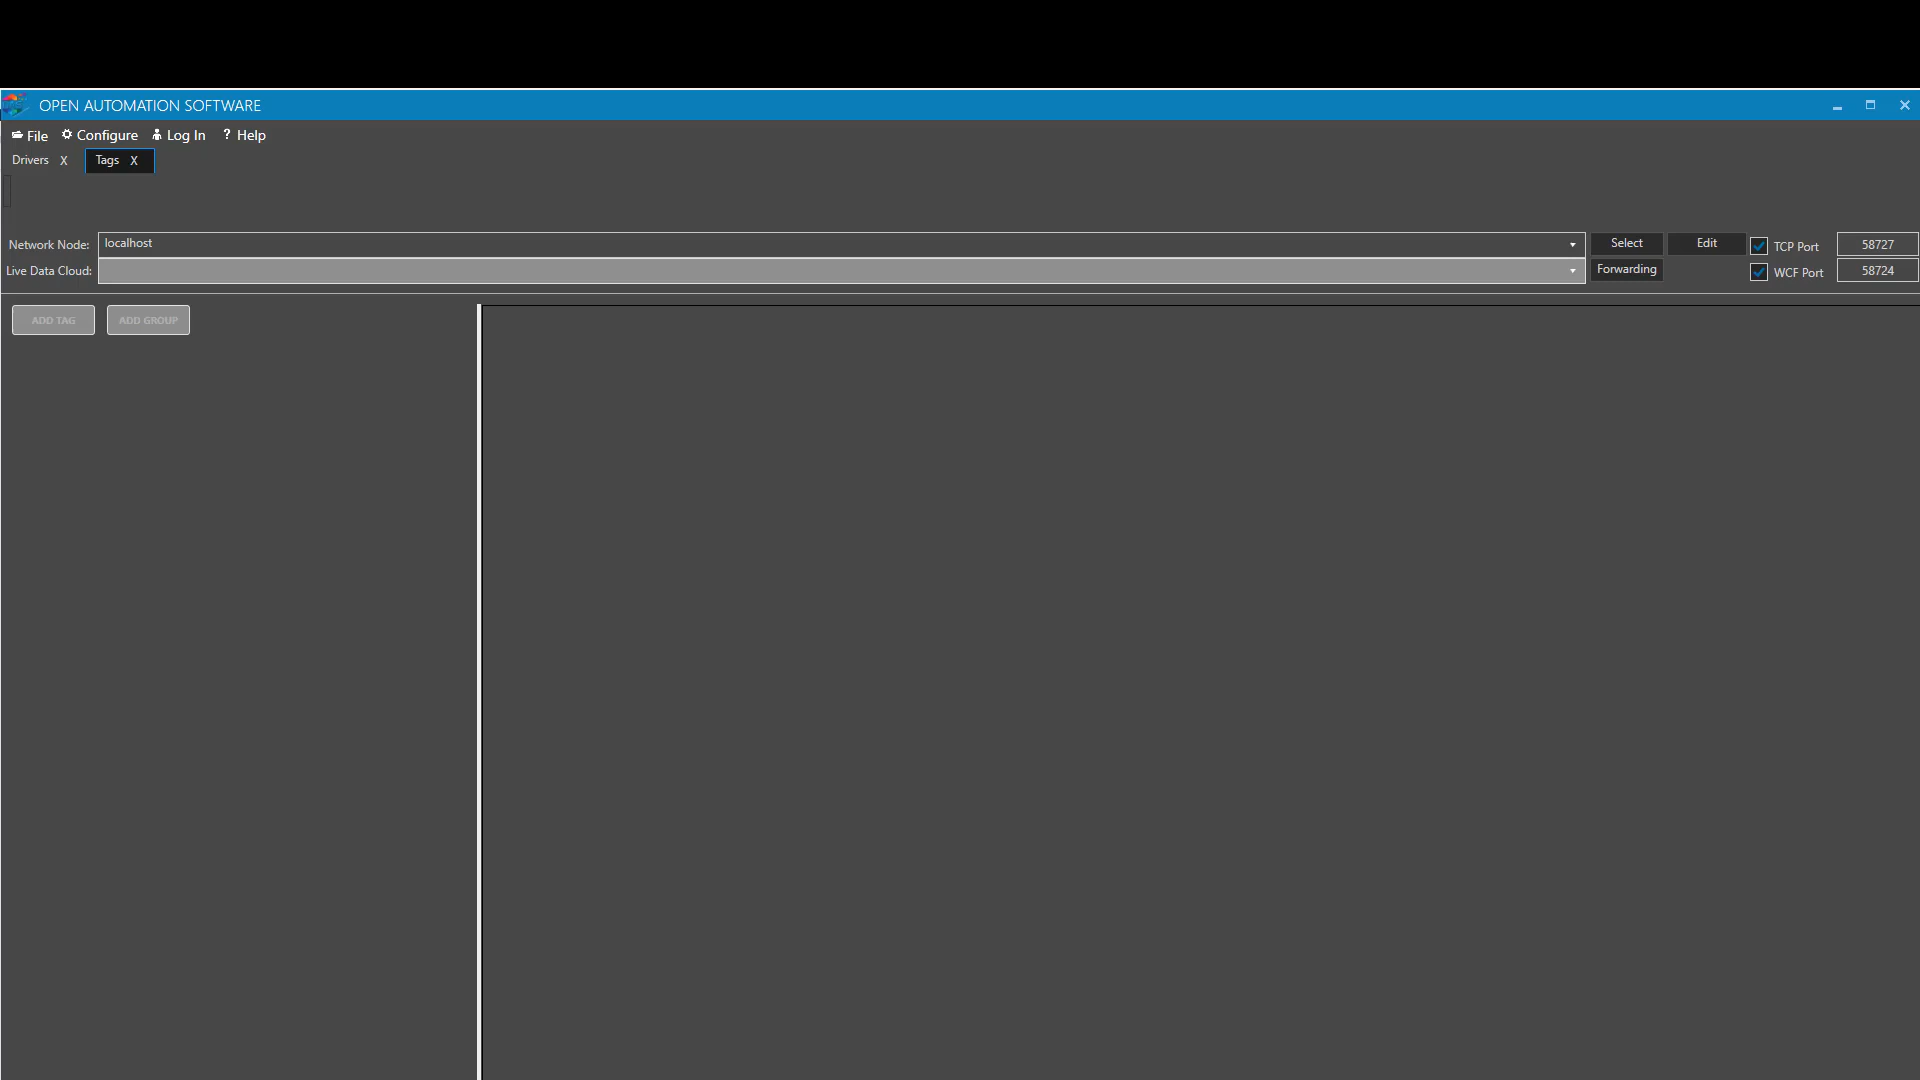 OPEN AUTOMATION SOFTWARE
File Configure Log In ? Help
Drivers X Tags X
Network Node: localhost Select Edit TCP Port 58727
Live Data Cloud: Forwarding WCF Port 58724
ADD TAG ADD GROUP